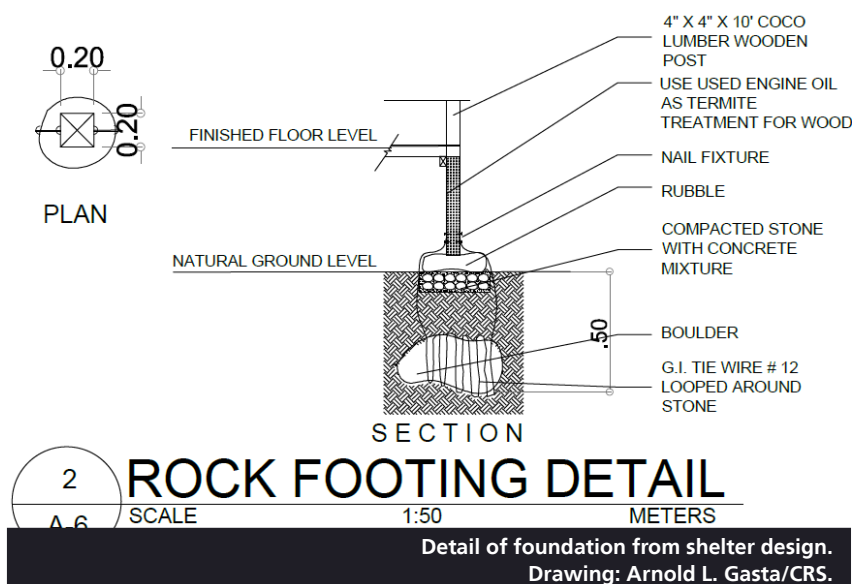 0.20
0.20
PLAN
4" X 4" X 10' COCO
LUMBER WOODEN
POST
USE USED ENGINE OIL
AS TERMITE
TREATMENT FOR WOOD
FINISHED FLOOR LEVEL
NAIL FIXTURE
RUBBLE
COMPACTED STONE
WITH CONCRETE
MIXTURE
NATURAL GROUND LEVEL
.50
BOULDER
G.I. TIE WIRE # 12
LOOPED AROUND
STONE
SECTION
2
A-6
ROCK FOOTING DETAIL
SCALE 1:50 METERS
Detail of foundation from shelter design.
Drawing: Arnold L. Gasta/CRS.